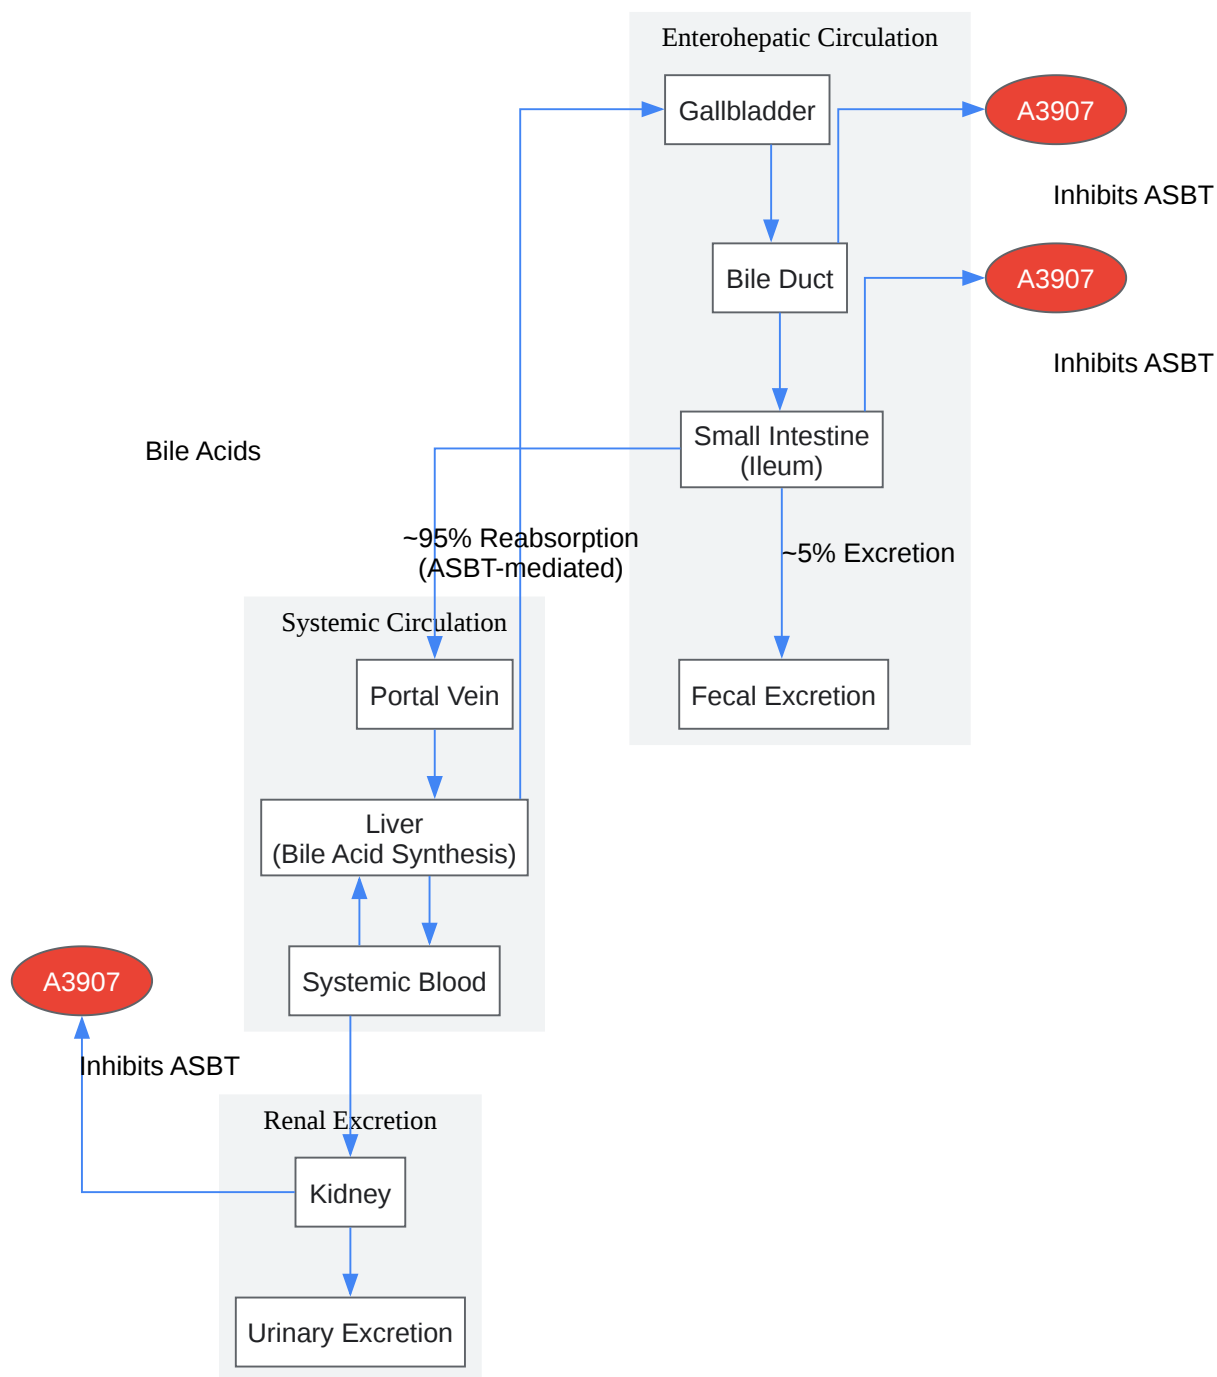 Enterohepatic Circulation
Gallbladder
A3907
Inhibits ASBT
Bile Duct
A3907
Inhibits ASBT
Small Intestine
(Ileum)
Bile Acids
~95% Reabsorption
(ASBT-mediated)
~5% Excretion
Systemic Circulation
Portal Vein
Fecal Excretion
Liver
(Bile Acid Synthesis)
Systemic Blood
A3907
Inhibits ASBT
Renal Excretion
Kidney
Urinary Excretion